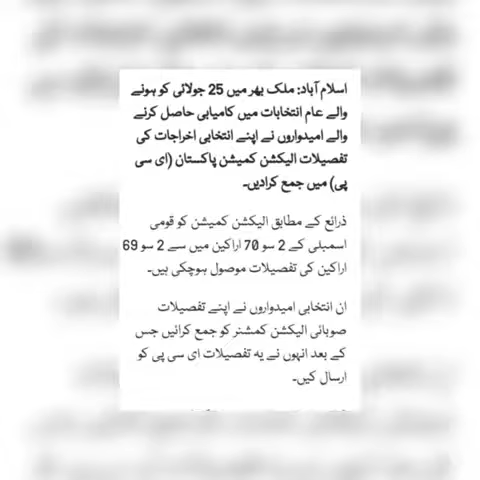 اسلام آباد: ملک بھر میں 25 جولائی کو ہونے
والے عام انتخابات میں کامیابی حاصل کرنے
والے امیدواروں نے اپنے انتخابی اخراجات کی
تفصیلات الیکشن کمیشن پاکستان (ای سی
پی) میں جمع کرادیں۔
ذرائع کے مطابق الیکشن کمیشن کو قومی
اسمبلی کے 2 سو 70 اراکین میں سے 2 سو 69
اراکین کی تفصیلات موصول ہوچکی ہیں۔
ان انتخابی امیدواروں نے اپنے تفصیلات
صوبائی الیکشن کمشنر کو جمع کرائیں جس
کے بعد انہوں نے یہ تفصیلات ای سی پی کو
ارسال کیں۔